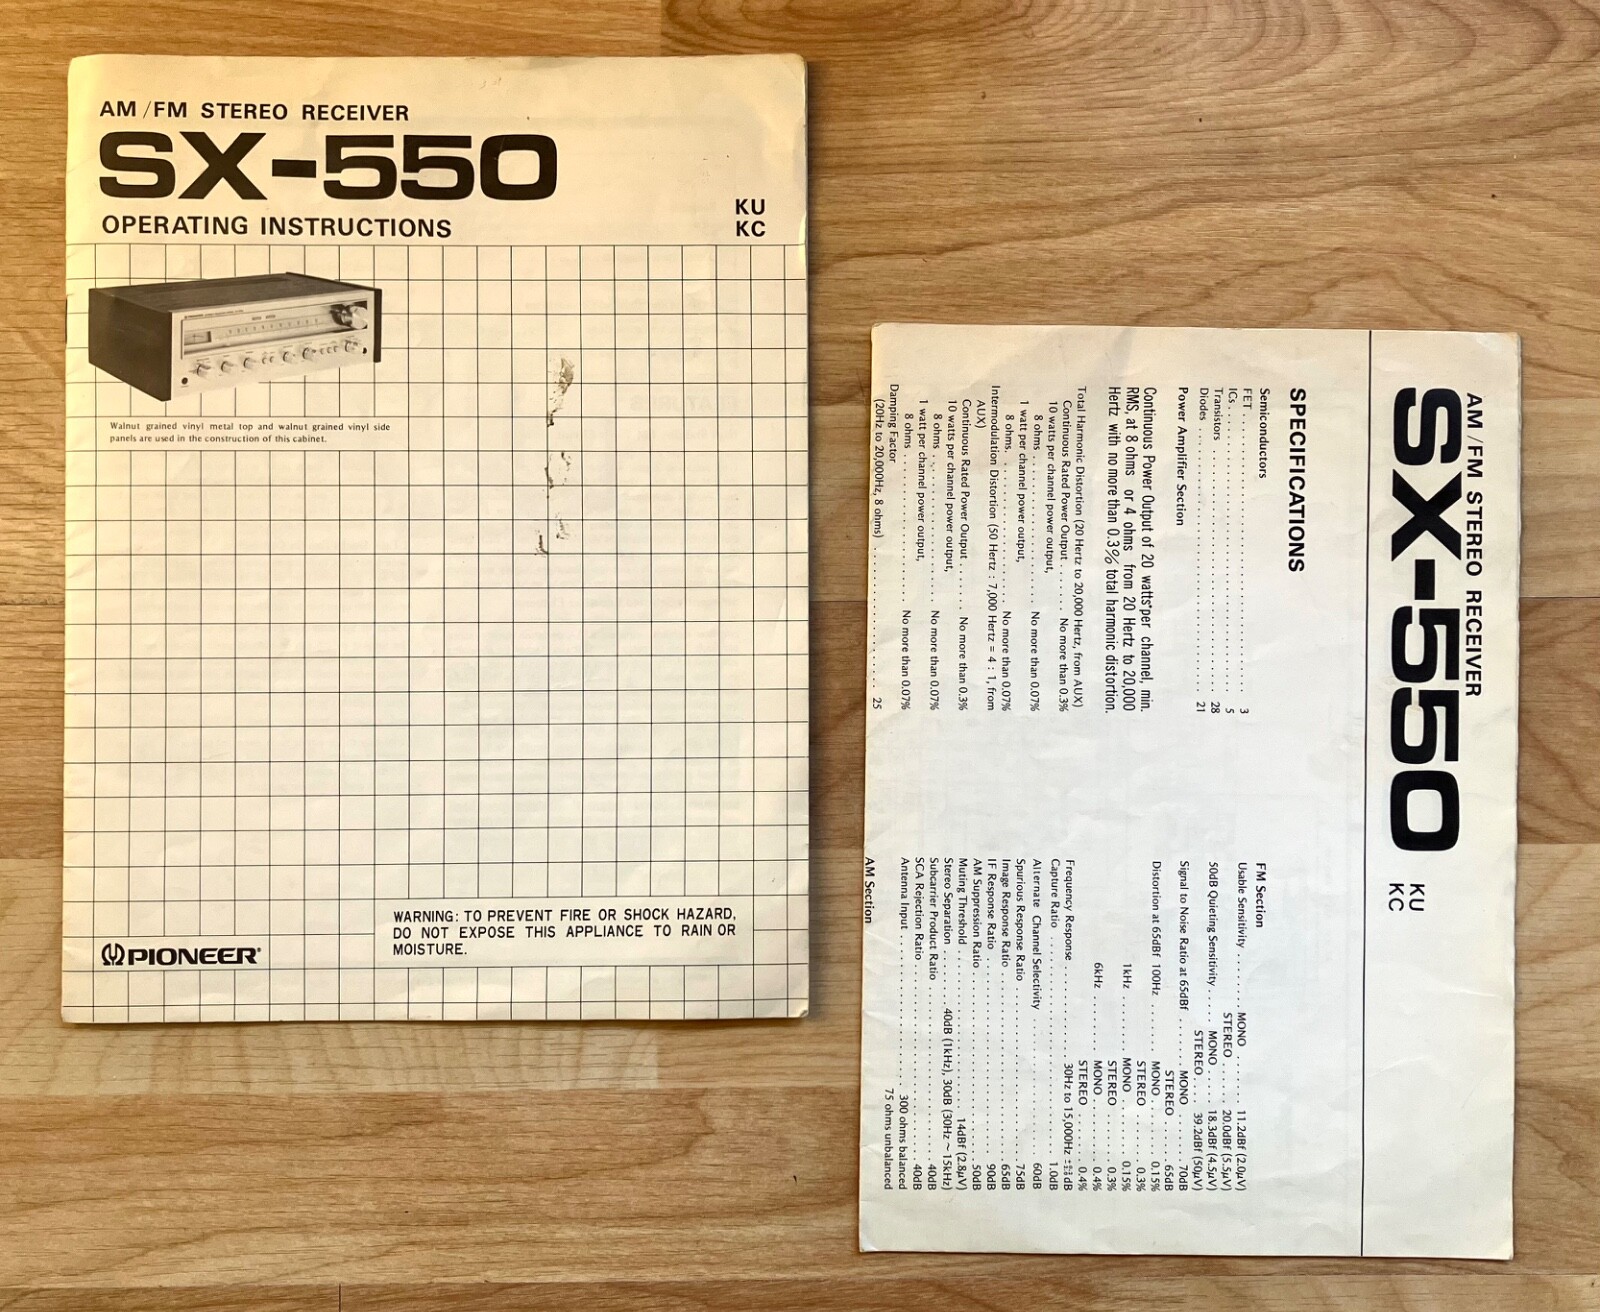 AM/FM STEREO RECEIVER
SX-550
OPERATING INSTRUCTIONS
KU
KC
Walnut grained vinyl metal top and walnut grained vinyl side
panels are used in the construction of this cabinet.
WARNING: TO PREVENT FIRE OR SHOCK HAZARD,
DO NOT EXPOSE THIS APPLIANCE TO RAIN OR
MOISTURE.
PIONEER®
AM/FM STEREO RECEIVER
SX-550
KU
KC
SPECIFICATIONS
Semiconductors
FET . . . . . . . . . . . . . . . . 3
ICs . . . . . . . . . . . . . . . . 5
Transistors . . . . . . . . . . . . . . . . 28
Diodes . . . . . . . . . . . . . . . . 21
Power Amplifier Section
Continuous Power Output of 20 watts* per channel, min.
RMS, at 8 ohms or 4 ohms from 20 Hertz to 20,000
Hertz with no more than 0.3% total harmonic distortion.
Total Harmonic Distortion (20 Hertz to 20,000 Hertz, from AUX)
Continuous Rated Power Output . . . . . . No more than 0.3%
10 watts per channel power output,
8 ohms . . . . . . . . . . No more than 0.07%
1 watt per channel power output,
8 ohms. . . . . . . . . . No more than 0.07%
Intermodulation Distortion (50 Hertz : 7,000 Hertz = 4 : 1, from
AUX)
Continuous Rated Power Output . . . . . . No more than 0.3%
10 watts per channel power output,
8 ohms . . . . . . . . . . No more than 0.07%
1 watt per channel power output,
8 ohms . . . . . . . . . . No more than 0.07%
Damping Factor
(20Hz to 20,000Hz, 8 ohms) . . . . . . . . . . 25
FM Section
Usable Sensitivity . . . . . . . MONO . . . . . . 11.2dBf (2.0μV)
STEREO . . . . . . 20.0dBf (5.5μV)
50dB Quieting Sensitivity . . . . MONO . . . . . . 18.3dBf (4.5μV)
STEREO . . . . . . 39.2dBf (50μV)
Signal to Noise Ratio at 65dBf . . . . . . MONO . . . . . . 70dB
STEREO . . . . . . 65dB
Distortion at 65dBf 100Hz . . . . . . MONO . . . . . . 0.15%
STEREO . . . . . . 0.3%
1kHz . . . . . . MONO . . . . . . 0.15%
STEREO . . . . . . 0.3%
6kHz . . . . . . MONO . . . . . . 0.4%
STEREO . . . . . . 0.4%
Frequency Response . . . . . . . . 30Hz to 15,000Hz dB
Capture Ratio . . . . . . . . . . . . . . . . 1.0dB
Alternate Channel Selectivity . . . . . . . . . . . . 60dB
Spurious Response Ratio . . . . . . . . . . . . 75dB
Image Response Ratio . . . . . . . . . . . . 65dB
IF Response Ratio . . . . . . . . . . . . 90dB
AM Suppression Ratio . . . . . . . . . . . . 50dB
Muting Threshold . . . . . . . . . . . . 14dBf (2.8μV)
Stereo Separation . . . . . . 40dB (1kHz), 30dB (30Hz ~ 15kHz)
Subcarrier Product Ratio . . . . . . . . . . . . 40dB
SCA Rejection Ratio . . . . . . . . . . . . 40dB
Antenna Input . . . . . . . . . . . . 300 ohms balanced
75 ohms unbalanced
AM Section